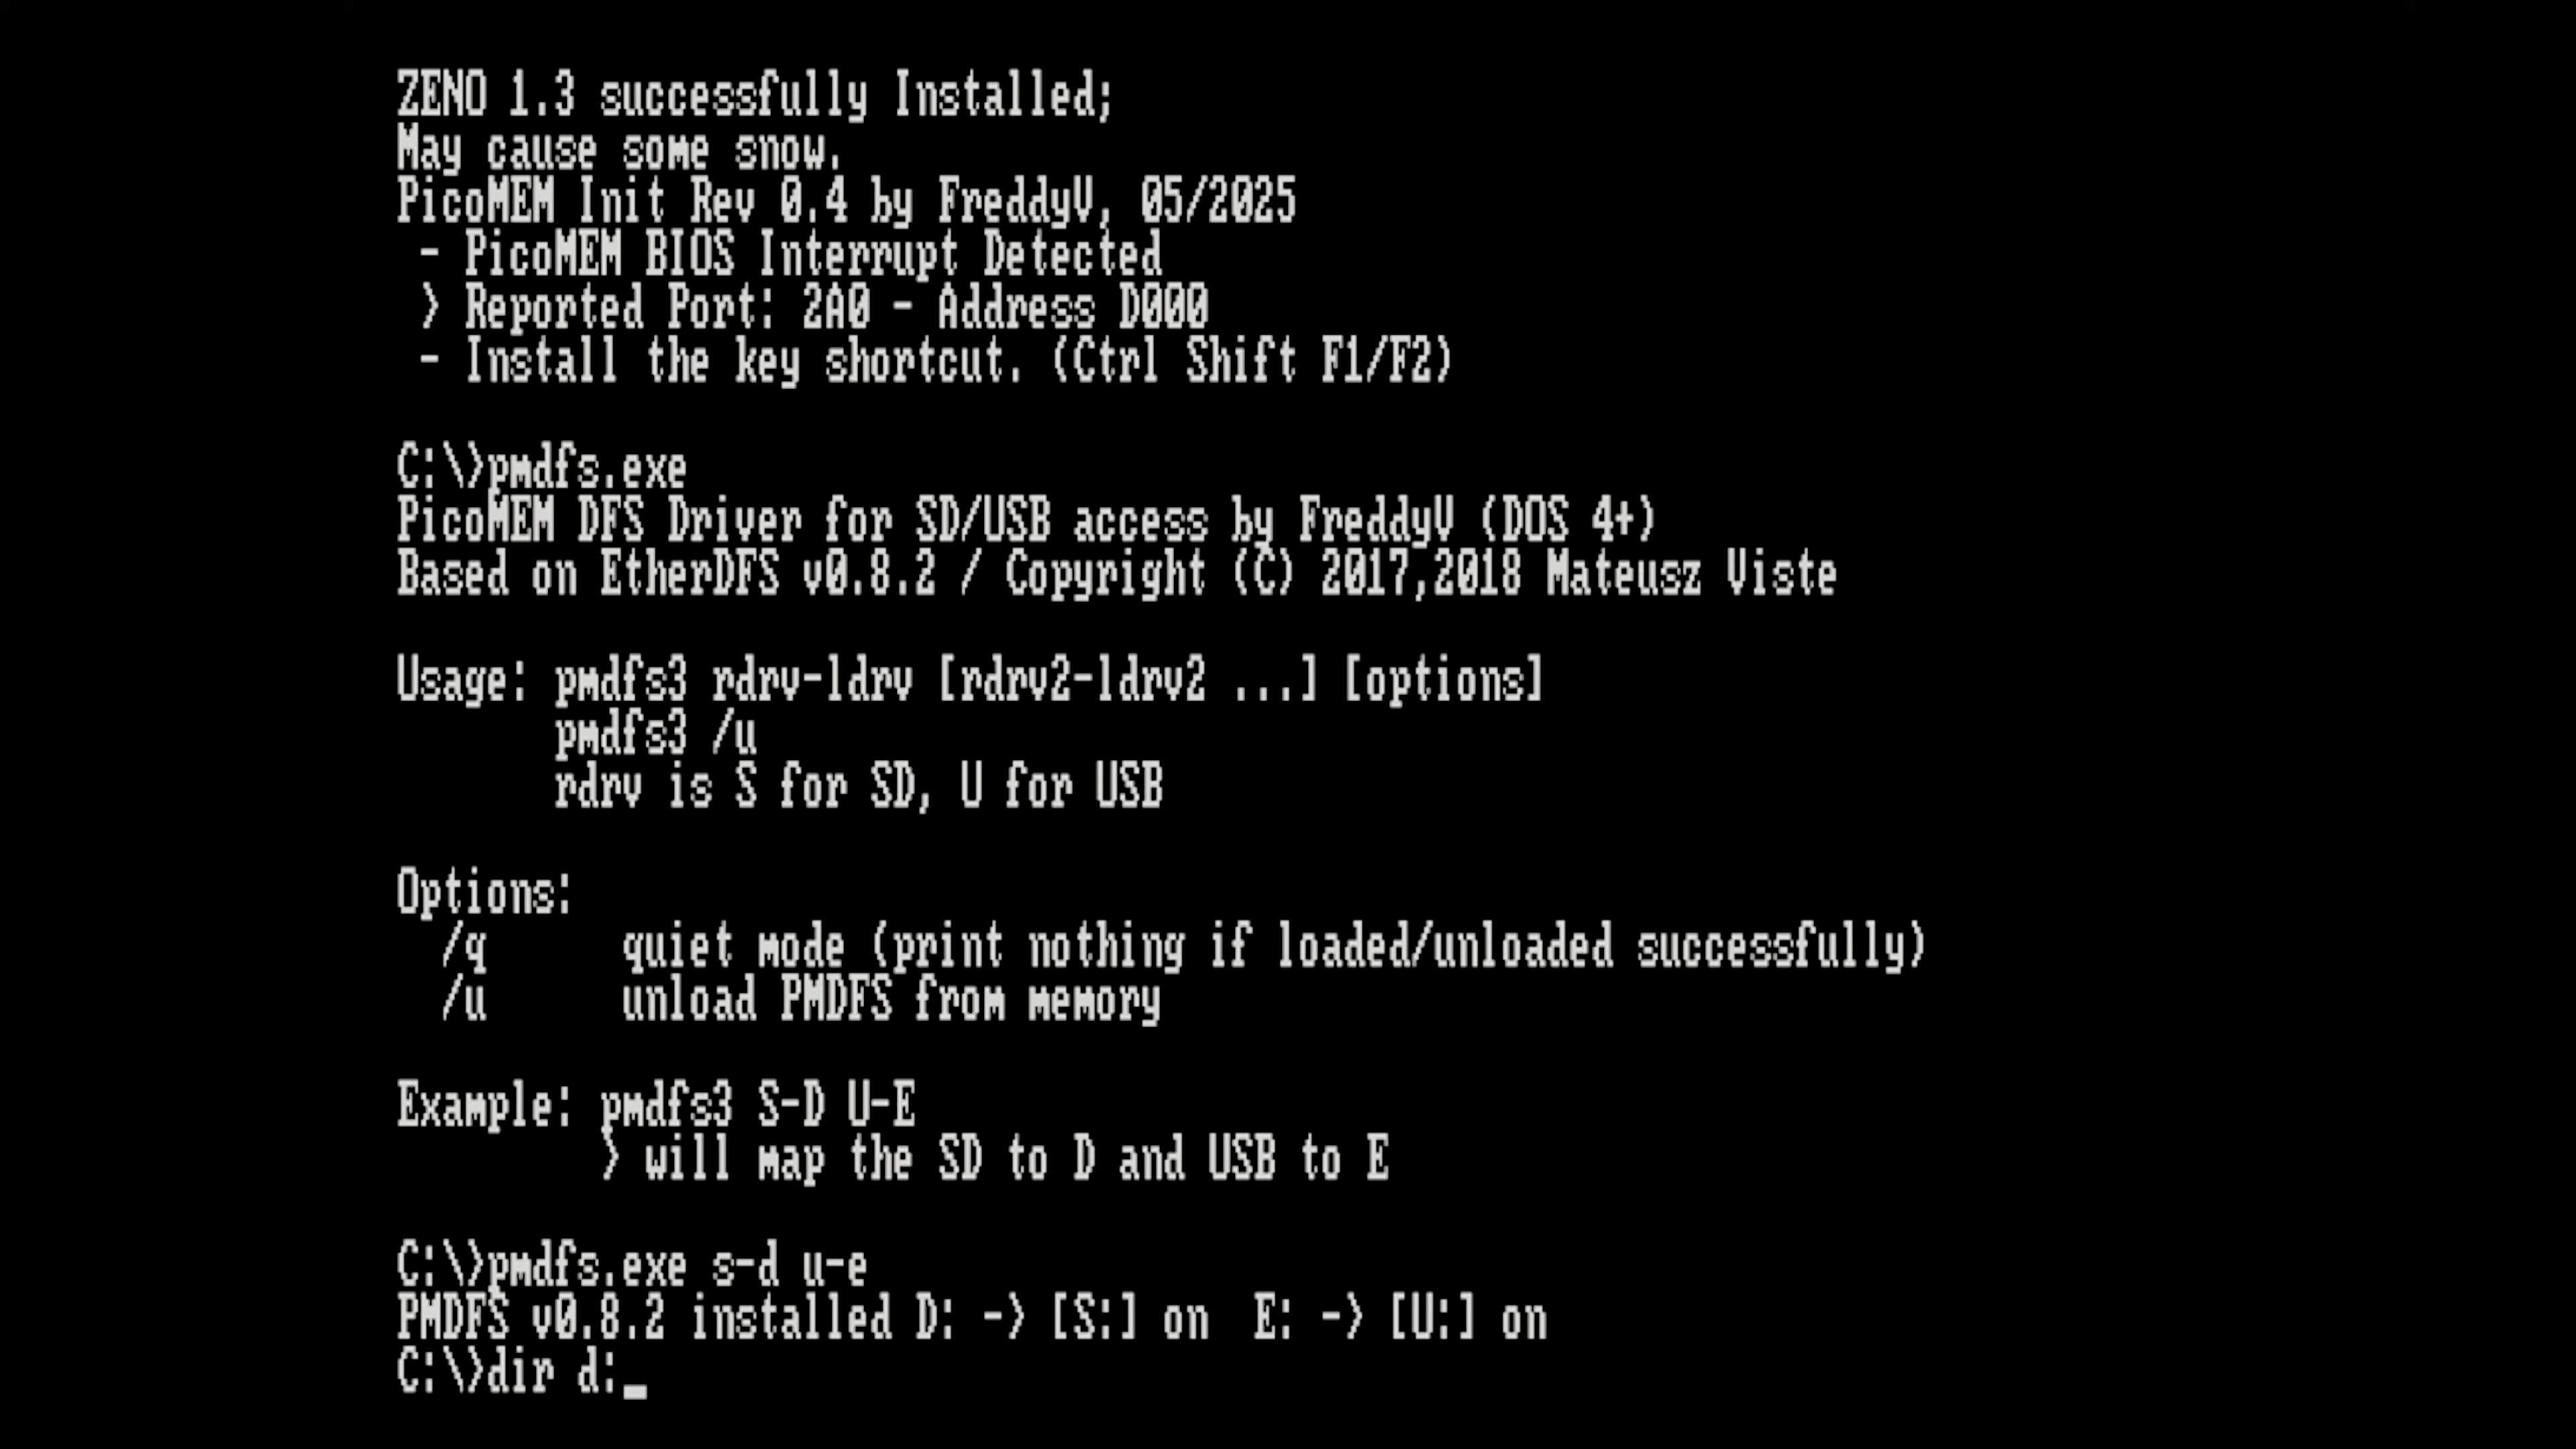 ZENO 1.3 successfully Installed;
May cause some snow.
PicoMEM Init Rev 0.4 by FreddyV, 05/2025
- PicoMEM BIOS Interrupt Detected
> Reported Port: 2A0 - Address D000
- Install the key shortcut. (Ctrl Shift F1/F2)
C:\>pmdfs.exe
PicoMEM DFS Driver for SD/USB access by FreddyV (DOS 4+)
Based on EtherDFS v0.8.2 / Copyright (C) 2017,2018 Mateusz Viste
Usage: pmdfs3 rdrv-ldrv [rdrv2-ldrv2 ...] [options]
pmdfs3 /u
rdrv is S for SD, U for USB
Options:
/q quiet mode (print nothing if loaded/unloaded successfully)
/u unload PMDFS from memory
Example: pmdfs3 S-D U-E
> will map the SD to D and USB to E
C:\>pmdfs.exe s-d u-e
PMDFS v0.8.2 installed D: -> [S:] on E: -> [U:] on
C:\>dir d:_